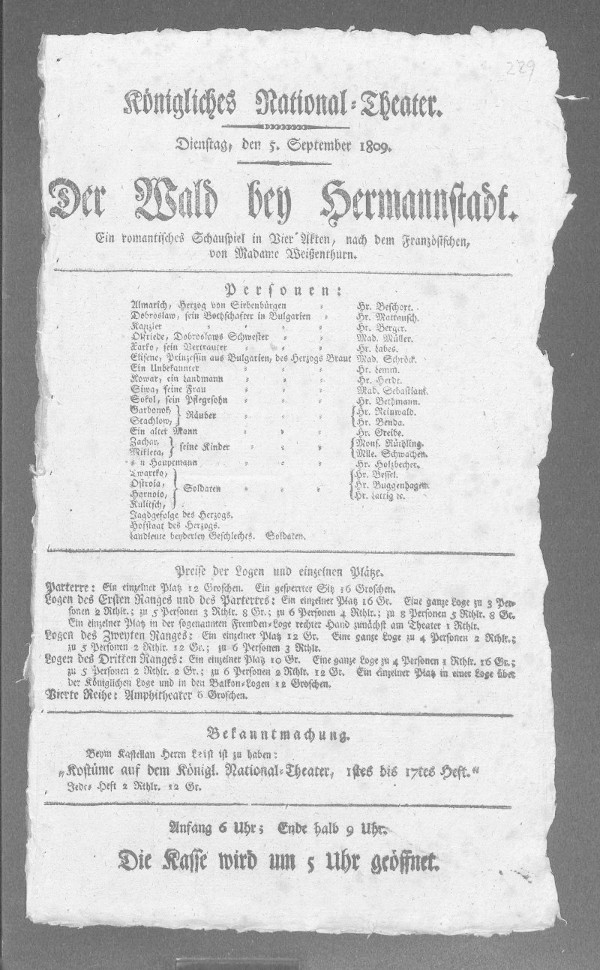 229
Königliches National-Theater.
Dienstag, den 5. September 1809.
Der Wald bey Hermannstadt.
Ein romantisches Schauspiel in Vier Akten, nach dem Französischen,
von Madame Weißenthurn.
Personen:
Almarich, Herzog von Siebenbürgen „ Hr. Beschort.
Dobroslaw, sein Bothschafter in Bulgarien „ Hr. Mattausch.
Kanzler „ „ „ „ Hr. Berger.
Olfriede, Dobroslaws Schwester „ „ Mad. Müller.
Larko, sein Vertrauter „ „ „ Hr. Labes.
Elisene, Prinzessin aus Bulgarien, des Herzogs Braut Mad. Schröck.
Ein Unbekannter „ „ „ Hr. Lemm.
Kowar, ein Landmann „ „ „ Hr. Herdt.
Siwa, seine Frau „ „ „ Mad. Sebastiani.
Sokol, sein Pflegesohn „ „ „ Hr. Bethmann.
Garbonos } Räuber „ „ „ { Hr. Reinwald.
Stachlow, } { Hr. Benda.
Ein alter Mann „ „ „ Hr. Greibe.
Zachar, } seine Kinder „ „ „ { Mons. Rüthling.
Mikleta, } { Mlle. Schwachen.
Ein Hauptmann „ „ „ Hr. Holzbecher.
Twartko, } { Hr. Bessel.
Ostrola, } Soldaten „ „ „ { Hr. Buggenhagen.
Harnolo, } { Hr. Lattig ec.
Kulitsch, }
Jagdgefolge des Herzogs.
Hofstaat des Herzogs.
Landleute beyderley Geschlechts. Soldaten.
Preise der Logen und einzelnen Plätze.
Parterre: Ein einzelner Platz 12 Groschen. Ein gesperrter Sitz 16 Groschen.
Logen des Ersten Ranges und des Parterrs: Ein einzelner Platz 16 Gr. Eine ganze Loge zu 3 Per-
sonen 2 Rthlr.; zu 5 Personen 3 Rthlr. 8 Gr.; zu 6 Personen 4 Rthlr.; zu 8 Personen 5 Rthlr. 8 Gr.
Ein einzelner Platz in der sogenannten Fremden-Loge rechter Hand zunächst am Theater 1 Rthlr.
Logen des Zweyten Ranges: Ein einzelner Platz 12 Gr. Eine ganze Loge zu 4 Personen 2 Rthlr.;
zu 5 Personen 2 Rthlr. 12 Gr.; zu 6 Personen 3 Rthlr.
Logen des Dritten Ranges: Ein einzelner Platz 10 Gr. Eine ganze Loge zu 4 Personen 1 Rthlr. 16 Gr.;
zu 5 Personen 2 Rthlr. 2 Gr.; zu 6 Personen 2 Rthlr. 12 Gr. Ein einzelner Platz in einer Loge über
der Königlichen Loge und in den Balkon-Logen 12 Groschen.
Vierte Reihe: Amphitheater 6 Groschen.
Bekanntmachung.
Beym Kastellan Herrn Leist ist zu haben:
„Kostüme auf dem Königl. National-Theater, 1stes bis 17tes Heft.“
Jedes Heft 2 Rthlr. 12 Gr.
Anfang 6 Uhr; Ende halb 9 Uhr.
Die Kasse wird um 5 Uhr geöffnet.